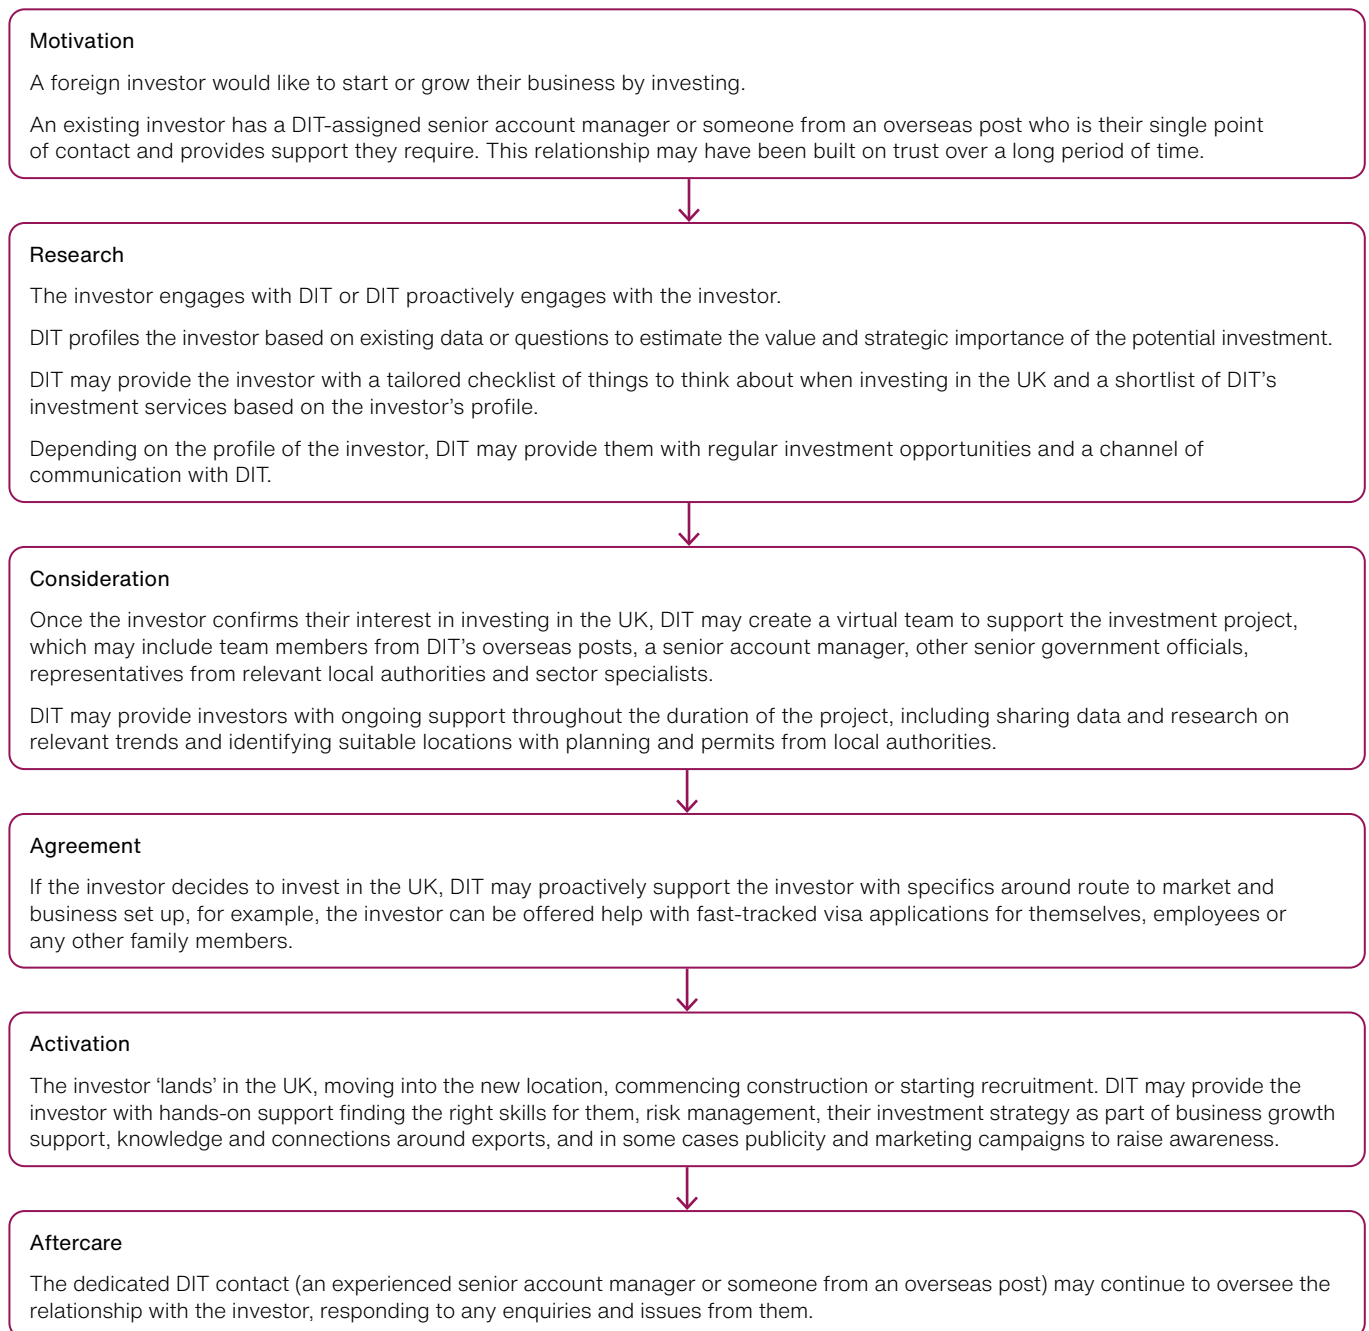 Motivation
A foreign investor would like to start or grow their business by investing.
An existing investor has a DIT-assigned senior account manager or someone from an overseas post who is their single point
of contact and provides support they require. This relationship may have been built on trust over a long period of time.
Research
The investor engages with DIT or DIT proactively engages with the investor.
DIT profiles the investor based on existing data or questions to estimate the value and strategic importance of the potential investment.
DIT may provide the investor with a tailored checklist of things to think about when investing in the UK and a shortlist of DIT’s
investment services based on the investor’s profile.
Depending on the profile of the investor, DIT may provide them with regular investment opportunities and a channel of
communication with DIT.
Consideration
Once the investor confirms their interest in investing in the UK, DIT may create a virtual team to support the investment project,
which may include team members from DIT’s overseas posts, a senior account manager, other senior government officials,
representatives from relevant local authorities and sector specialists.
DIT may provide investors with ongoing support throughout the duration of the project, including sharing data and research on
relevant trends and identifying suitable locations with planning and permits from local authorities.
Agreement
If the investor decides to invest in the UK, DIT may proactively support the investor with specifics around route to market and
business set up, for example, the investor can be offered help with fast-tracked visa applications for themselves, employees or
any other family members.
Activation
The investor ‘lands’ in the UK, moving into the new location, commencing construction or starting recruitment. DIT may provide the
investor with hands-on support finding the right skills for them, risk management, their investment strategy as part of business growth
support, knowledge and connections around exports, and in some cases publicity and marketing campaigns to raise awareness.
Aftercare
The dedicated DIT contact (an experienced senior account manager or someone from an overseas post) may continue to oversee the
relationship with the investor, responding to any enquiries and issues from them.